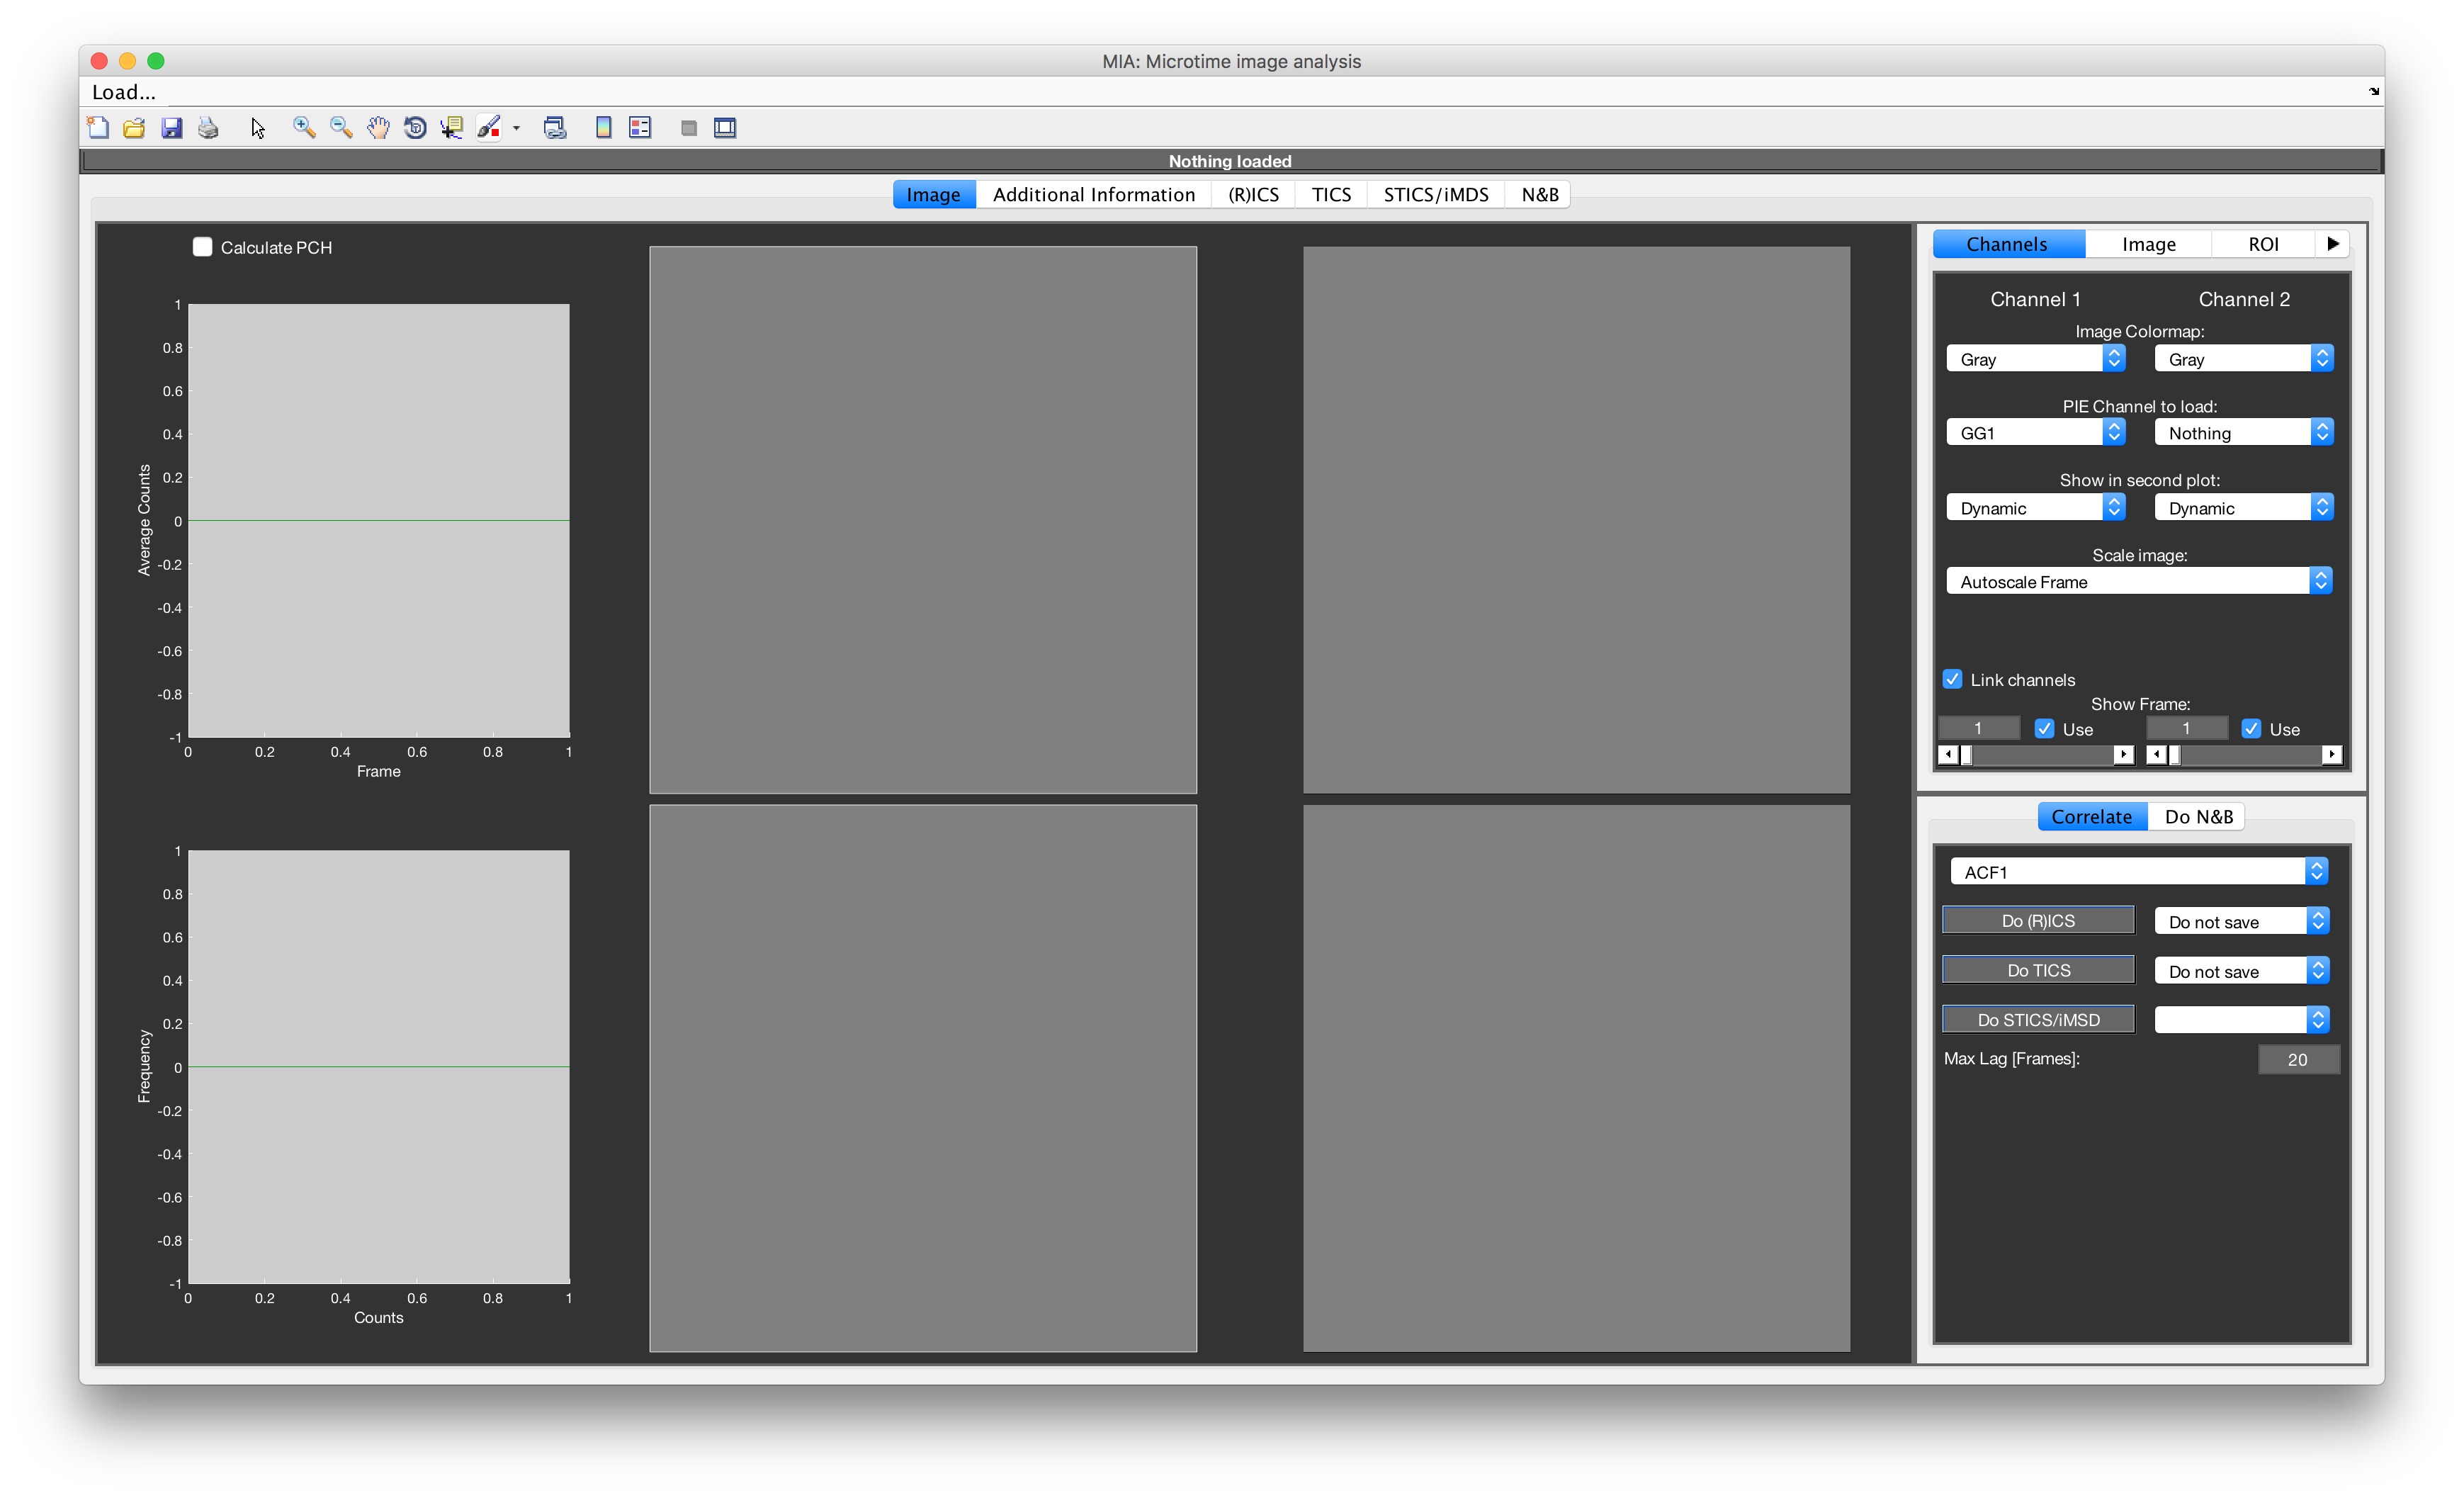 MIA: Microtime image analysis
Load...
Nothing loaded
Image Additional Information (R)ICS TICS STICS/iMDS N&B
Calculate PCH
1
0.8
0.6
0.4
0.2
0
-0.2
-0.4
-0.6
-0.8
-1
Average Counts
0 0.2 0.4 0.6 0.8 1
Frame
1
0.8
0.6
0.4
0.2
0
-0.2
-0.4
-0.6
-0.8
-1
Frequency
0 0.2 0.4 0.6 0.8 1
Counts
Channels Image ROI
Channel 1 Channel 2
Image Colormap:
Gray Gray
PIE Channel to load:
GG1 Nothing
Show in second plot:
Dynamic Dynamic
Scale image:
Autoscale Frame
Link channels
Show Frame:
1 Use 1 Use
Correlate Do N&B
ACF1
Do (R)ICS Do not save
Do TICS Do not save
Do STICS/iMSD
Max Lag [Frames]: 20